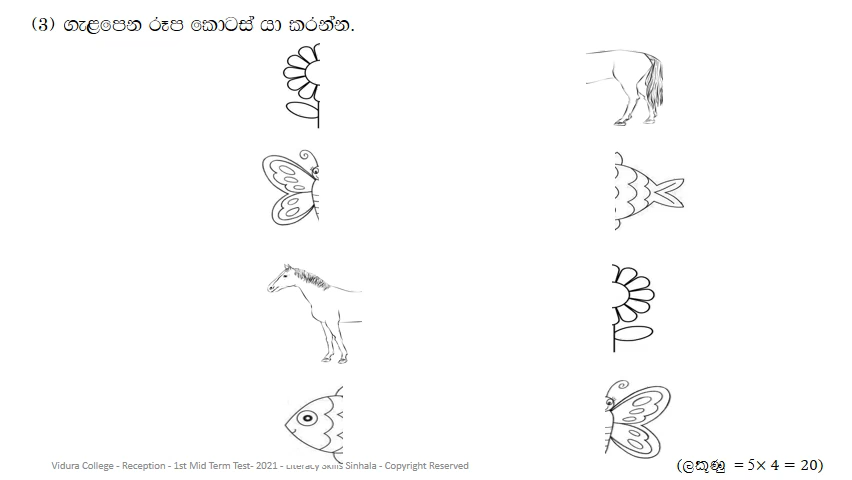 (3) ගැළපෙන රූප කොටස් යා කරන්න.
Vidura College - Reception - 1st Mid Term Test- 2021 - Literacy Skills Sinhala - Copyright Reserved
(ලකුණු = 5× 4 = 20)